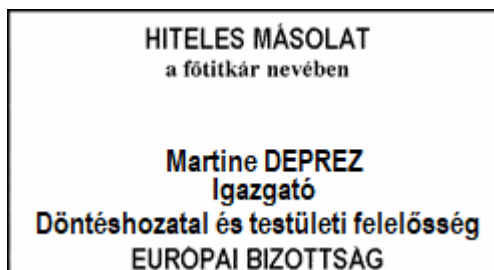 HITELES MÁSOLAT
a főtitkár nevében
Martine DEPREZ
Igazgató
Döntéshozatal és testületi felelősség
EURÓPAI BIZOTTSÁG